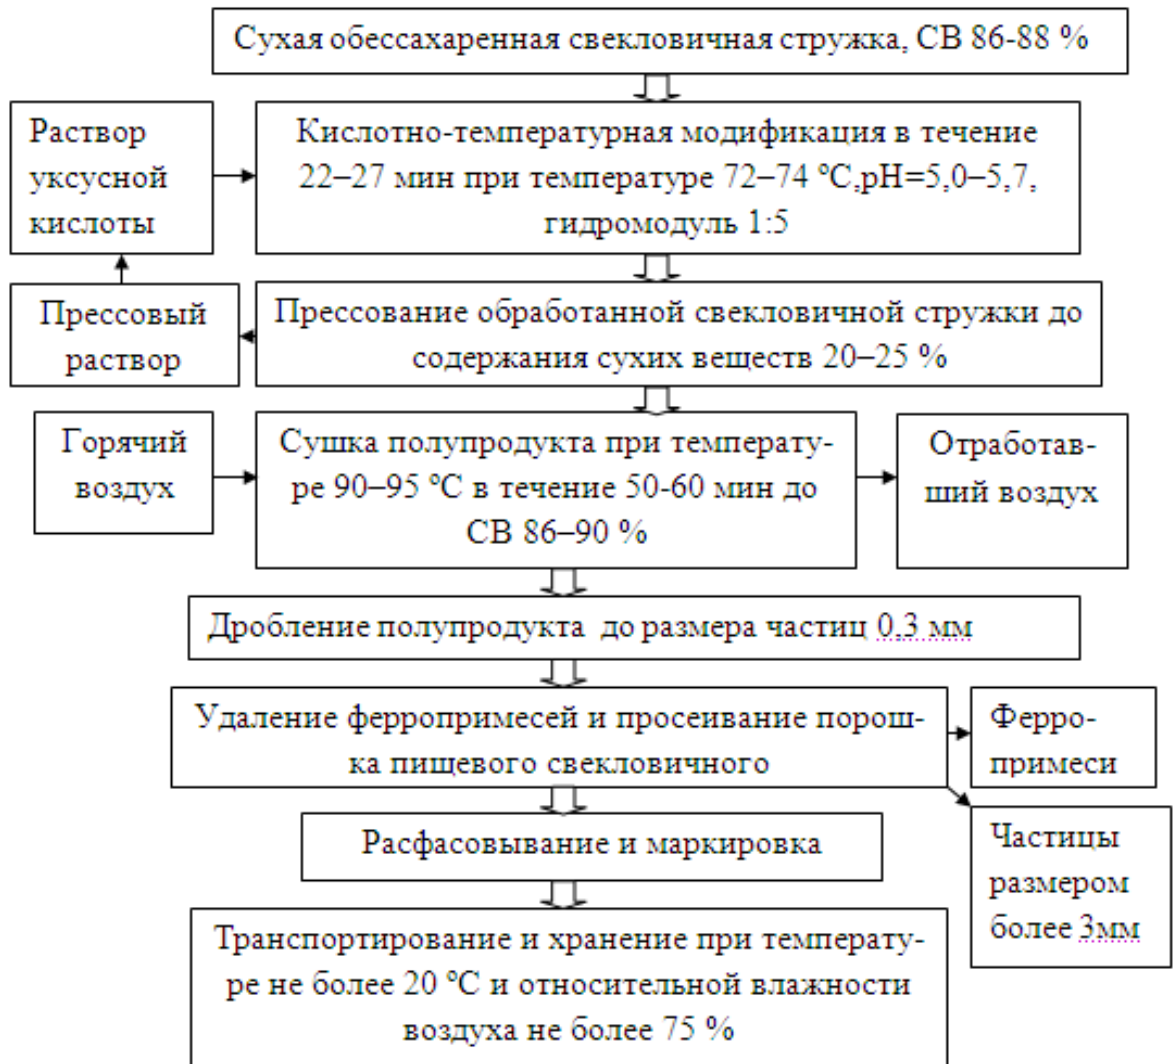 Сухая обессахаренная свекловичная стружка, СВ 86-88 %
Раствор
уксусной
кислоты
Кислотно-температурная модификация в течение
22–27 мин при температуре 72–74 ºС,рН=5,0–5,7,
гидромодуль 1:5
Прессовый
раствор
Прессование обработанной свекловичной стружки до
содержания сухих веществ 20–25 %
Горячий
воздух
Сушка полупродукта при температу-
ре 90–95 ºС в течение 50-60 мин до
СВ 86–90 %
Отработав-
ший воздух
Дробление полупродукта до размера частиц 0,3 мм
Удаление ферропримесей и просеивание порош-
ка пищевого свекловичного
Ферро-
примеси
Частицы
размером
более 3мм
Расфасовывание и маркировка
Транспортирование и хранение при температу-
ре не более 20 ºС и относительной влажности
воздуха не более 75 %